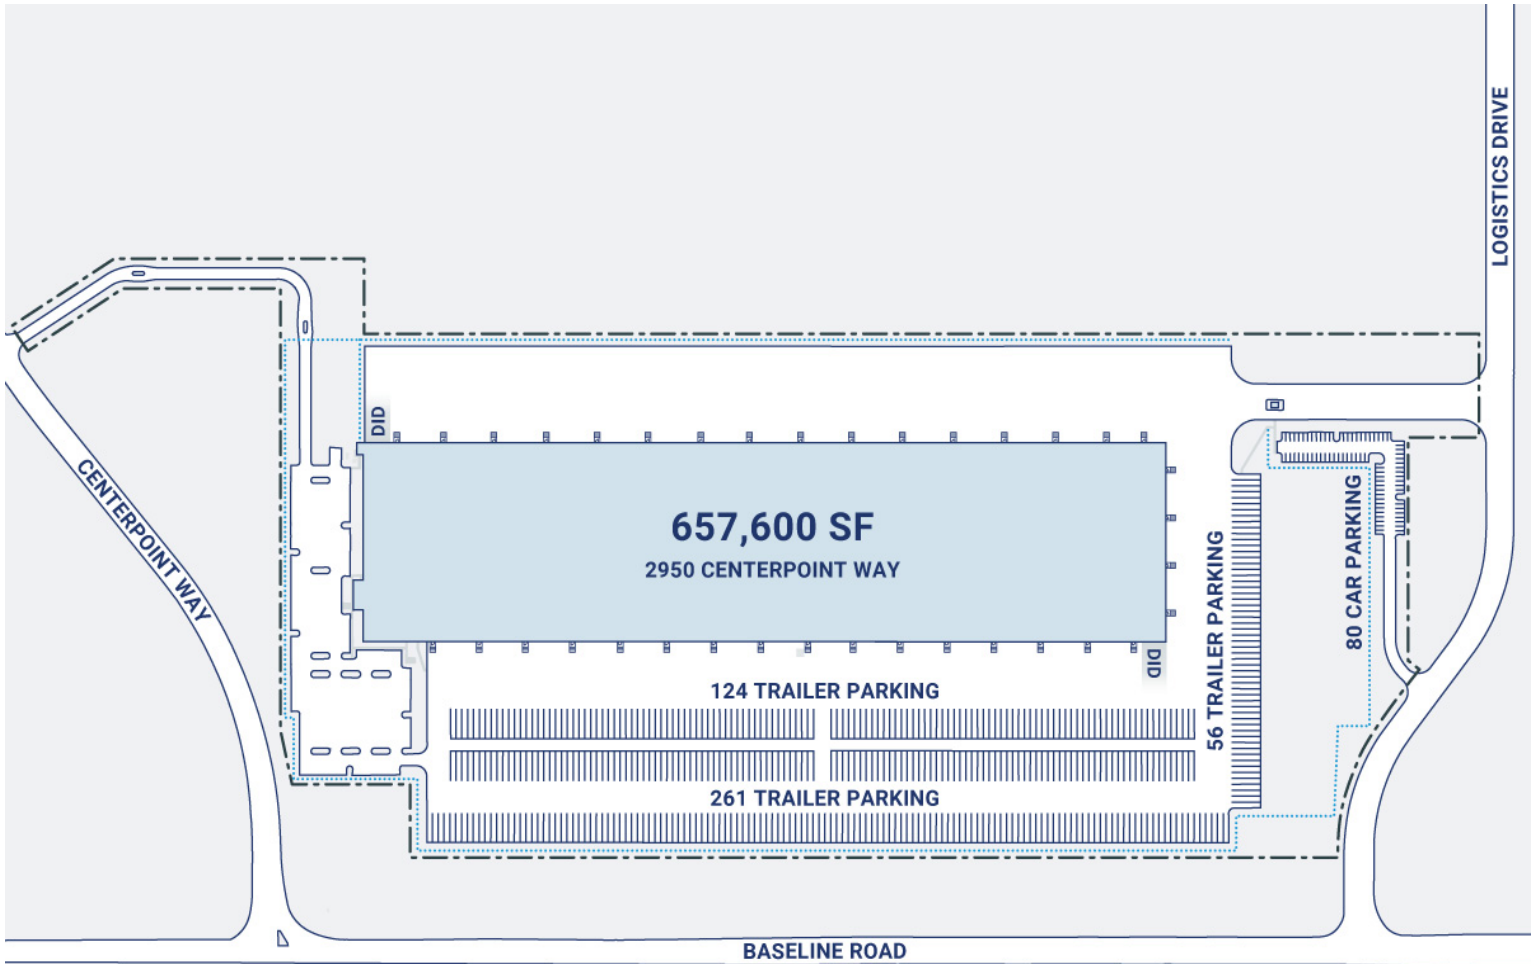 LOGISTICS DRIVE
DID
CENTERPOINT WAY
657,600 SF
2950 CENTERPOINT WAY
56 TRAILER PARKING
80 CAR PARKING
DID
124 TRAILER PARKING
261 TRAILER PARKING
BASELINE ROAD